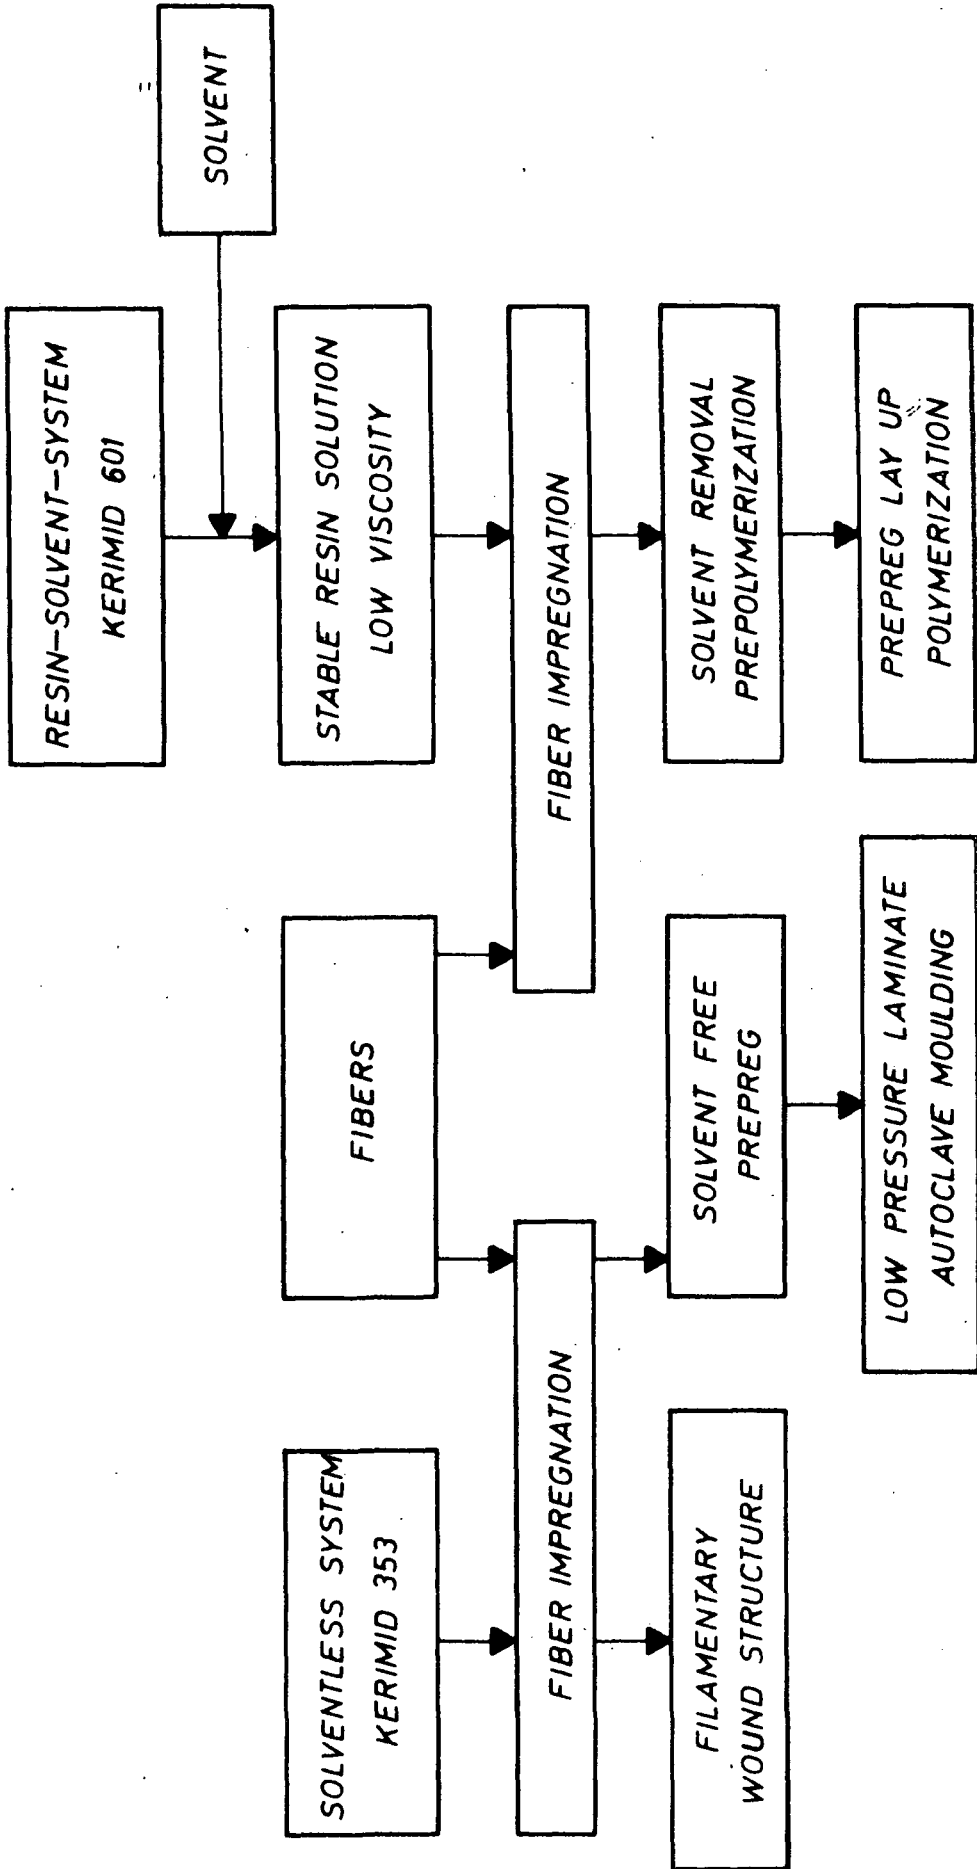 RESIN-SOLVENT-SYSTEM
KERIMID 601
SOLVENT
SOLVENTLESS SYSTEM
KERIMID 353
FIBERS
STABLE RESIN SOLUTION
LOW VISCOSITY
FIBER IMPREGNATION
FIBER IMPREGNATION
FILAMENTARY
WOUND STRUCTURE
SOLVENT FREE
PREPREG
SOLVENT REMOVAL
PREPOLYMERIZATION
LOW PRESSURE LAMINATE
AUTOCLAVE MOULDING
PREPREG LAY UP
POLYMERIZATION